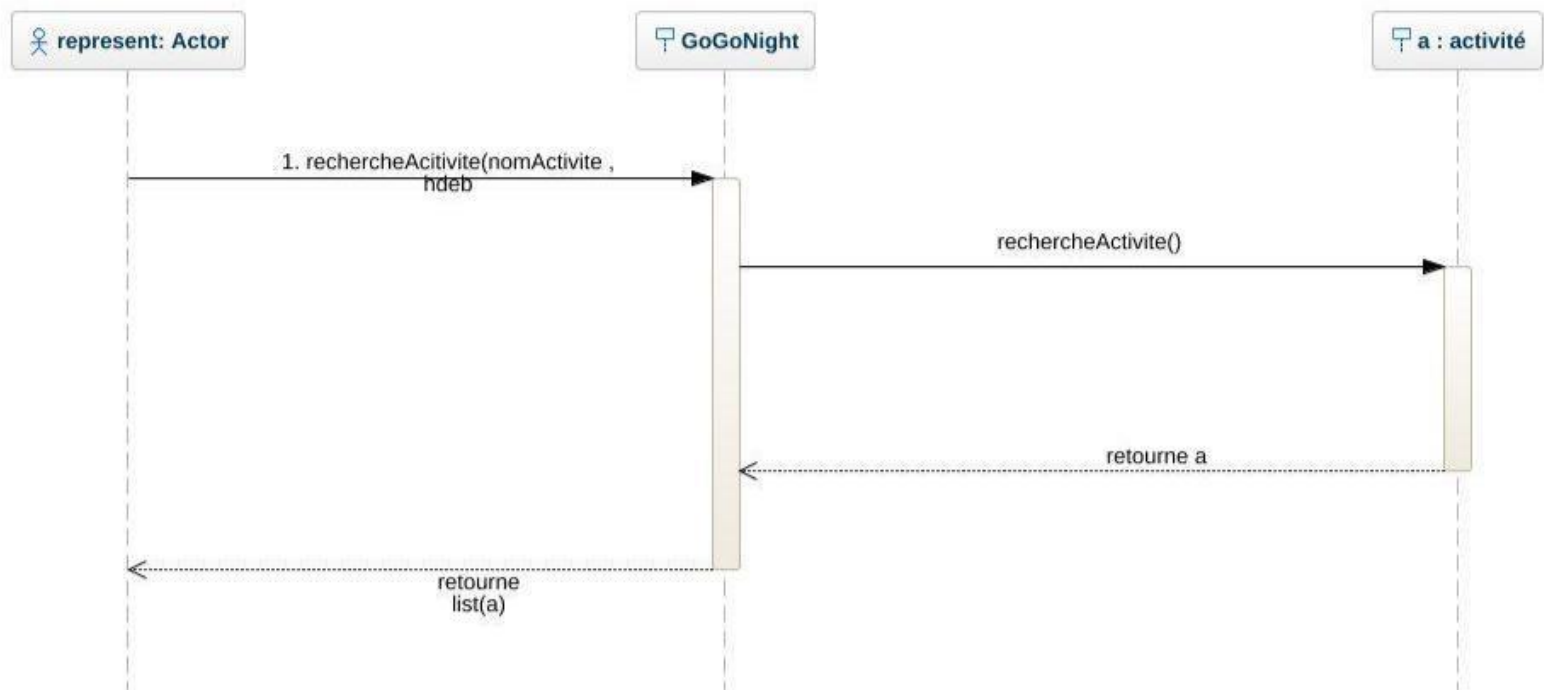 represent: Actor
GoGoNight
a : activité
1. rechercheAcitivite(nomActivite ,
hdeb
rechercheActivite()
retourne a
retourne
list(a)